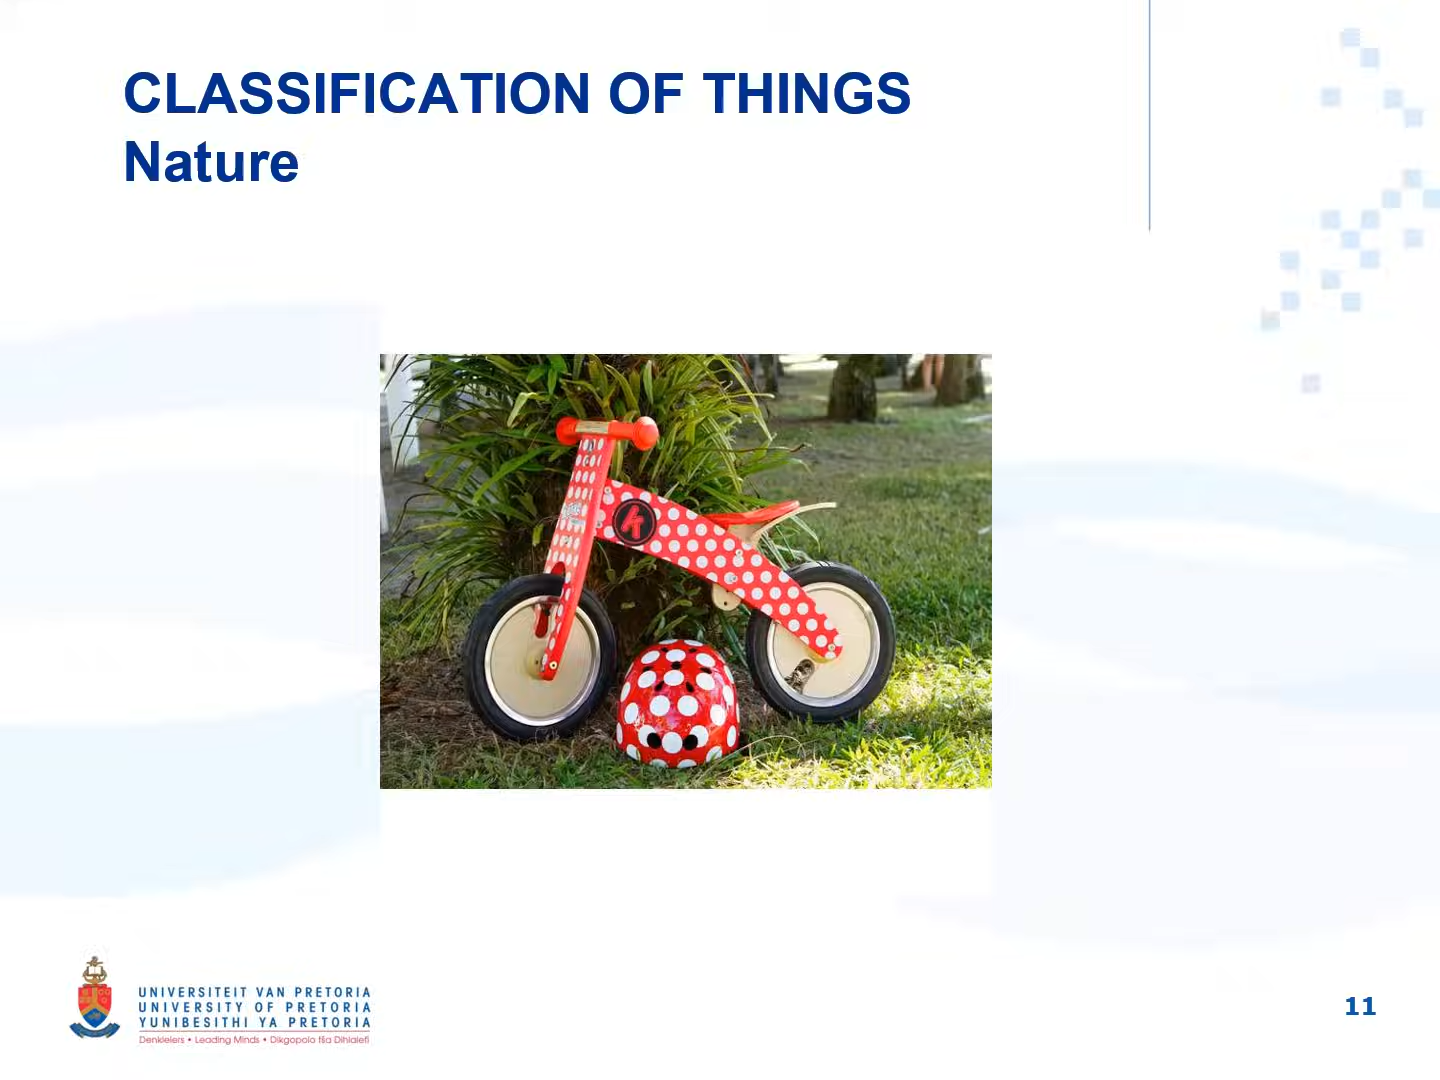 CLASSIFICATION OF THINGS
Nature
k
UNIVERSITEIT VAN PRETORIA
UNIVERSITY OF PRETORIA
YUNIBESITHI YA PRETORIA
Denkleiers • Leading Minds • Dikgopolo tša Dihlalefi
11